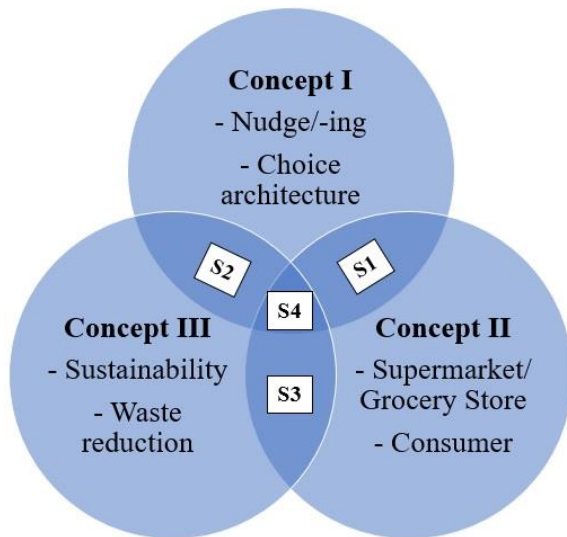 Concept I
- Nudge/-ing
- Choice
architecture
S2
S1
S4
Concept III
- Sustainability
- Waste
reduction
S3
Concept II
- Supermarket/
Grocery Store
- Consumer